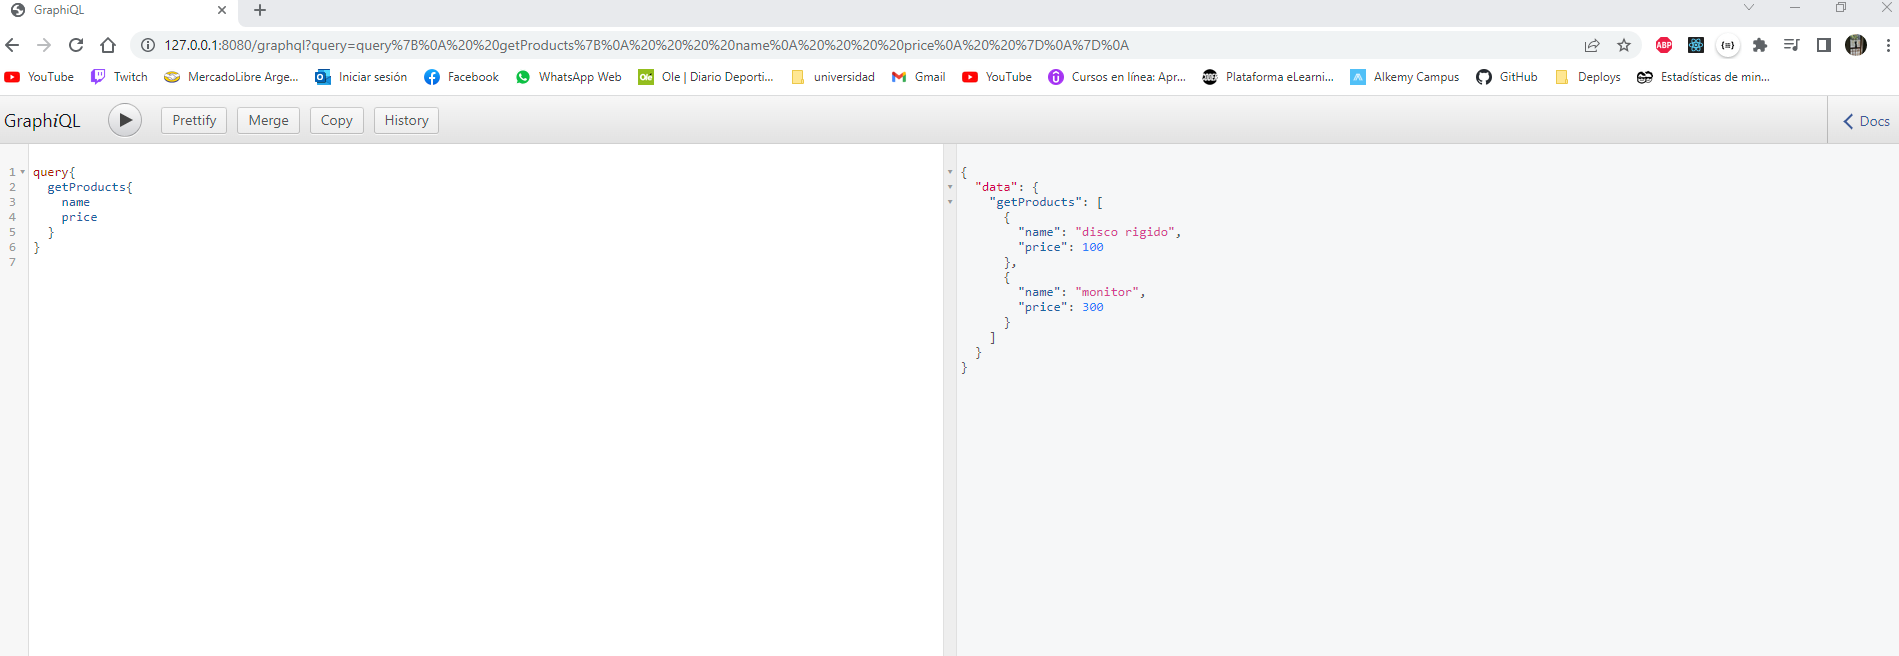 GraphiQL
127.0.0.1:8080/graphql?query=query%7B%0A%20%20getProducts%7B%0A%20%20%20%20name%0A%20%20%20%20price%0A%20%20%7D%0A%7D%0A
ABP
YouTube Twitch MercadoLibre Arge... Iniciar sesión Facebook WhatsApp Web Ole Ole | Diario Deporti... universidad Gmail YouTube Cursos en línea: Apr... Plataforma eLearni... Alkemy Campus GitHub Deploys Estadísticas de min...
GraphiQL Prettify Merge Copy History Docs
1 query{
2 getProducts{
3 name
4 price
5 }
6 }
7
{
"data": {
"getProducts": [
{
"name": "disco rigido",
"price": 100
},
{
"name": "monitor",
"price": 300
}
]
}
}